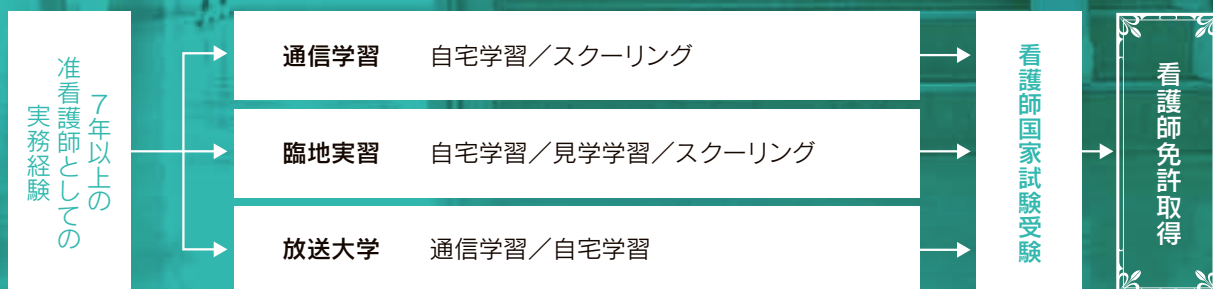 ７年以上の
准看護師としての
実務経験
通信学習 自宅学習／スクーリング
臨地実習 自宅学習／見学学習／スクーリング
放送大学 通信学習／自宅学習
看護師国家試験受験
看護師免許取得